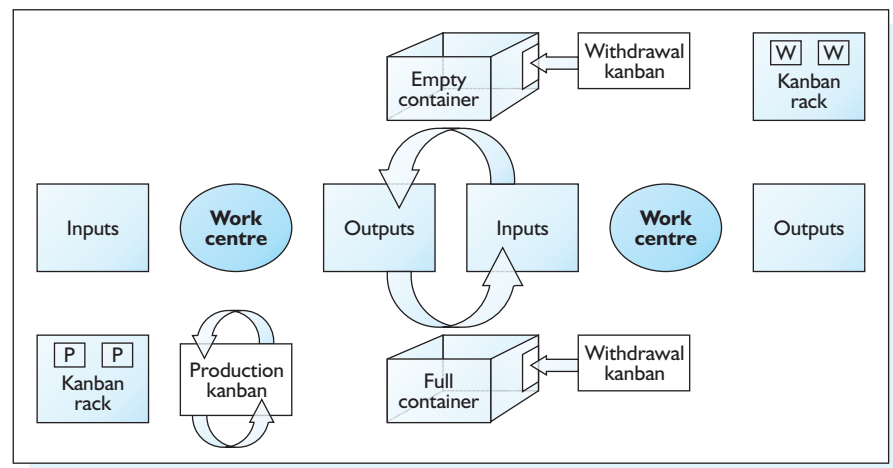 Empty
container
Withdrawal
kanban
W W
Kanban
rack
Inputs
Work
centre
Outputs
Inputs
Work
centre
Outputs
P P
Kanban
rack
Production
kanban
Full
container
Withdrawal
kanban